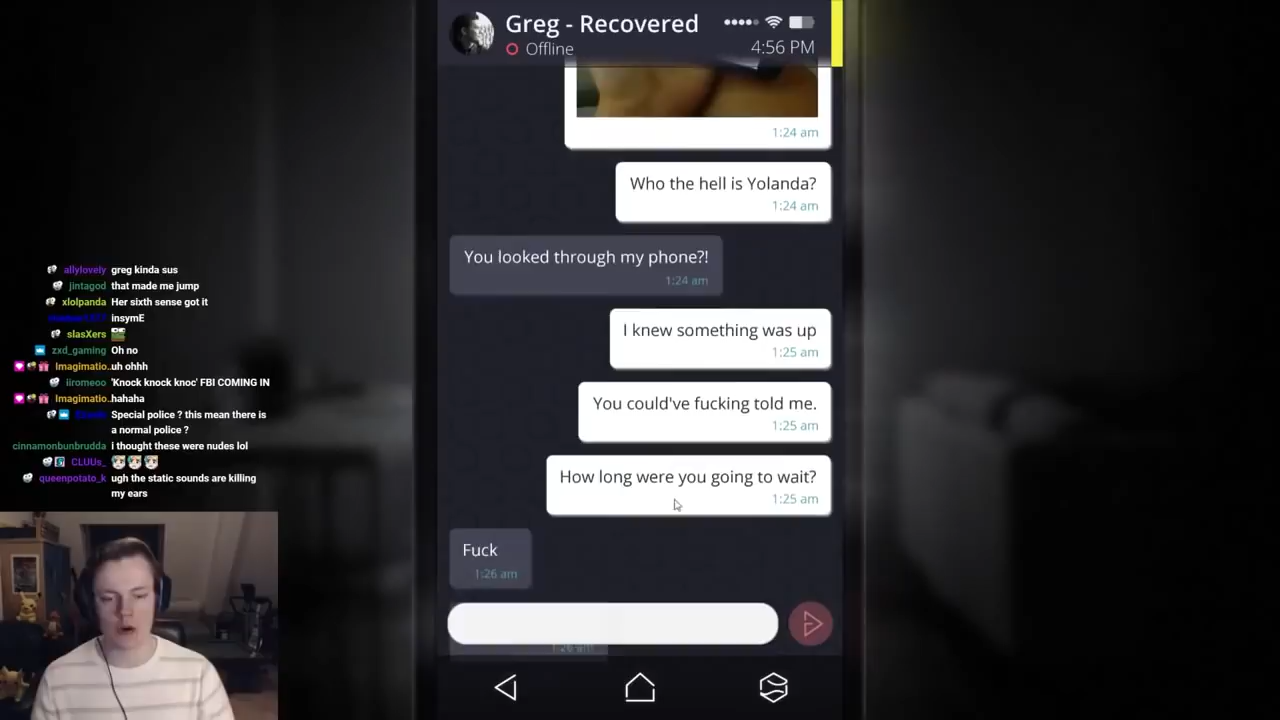 Greg - Recovered
Offline
4:56 PM
1:24 am
Who the hell is Yolanda?
1:24 am
You looked through my phone?!
1:24 am
I knew something was up
1:25 am
You could've fucking told me.
1:25 am
How long were you going to wait?
1:25 am
Fuck
1:26 am
1:26 am
allylovely greg kinda sus
jintagod that made me jump
xlolpanda Her sixth sense got it
insymE
slasXers
zxd_gaming Oh no
Imaginatio.. uh ohhh
iiromeoo 'Knock knock knoc' FBI COMING IN
Imaginatio.. hahaha
Special police ? this mean there is
a normal police ?
cinnamonbunbrudda i thought these were nudes lol
CLUUs_
queenpotato_k ugh the static sounds are killing
my ears